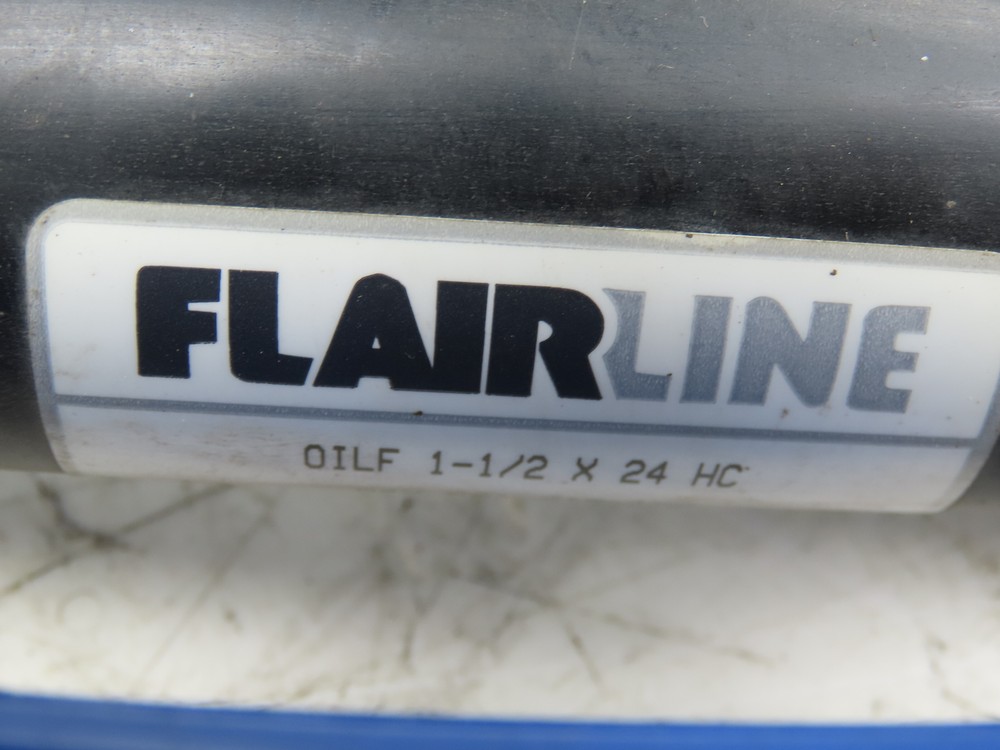 FLAIRLINE
OILF 1-1/2 X 24 HC